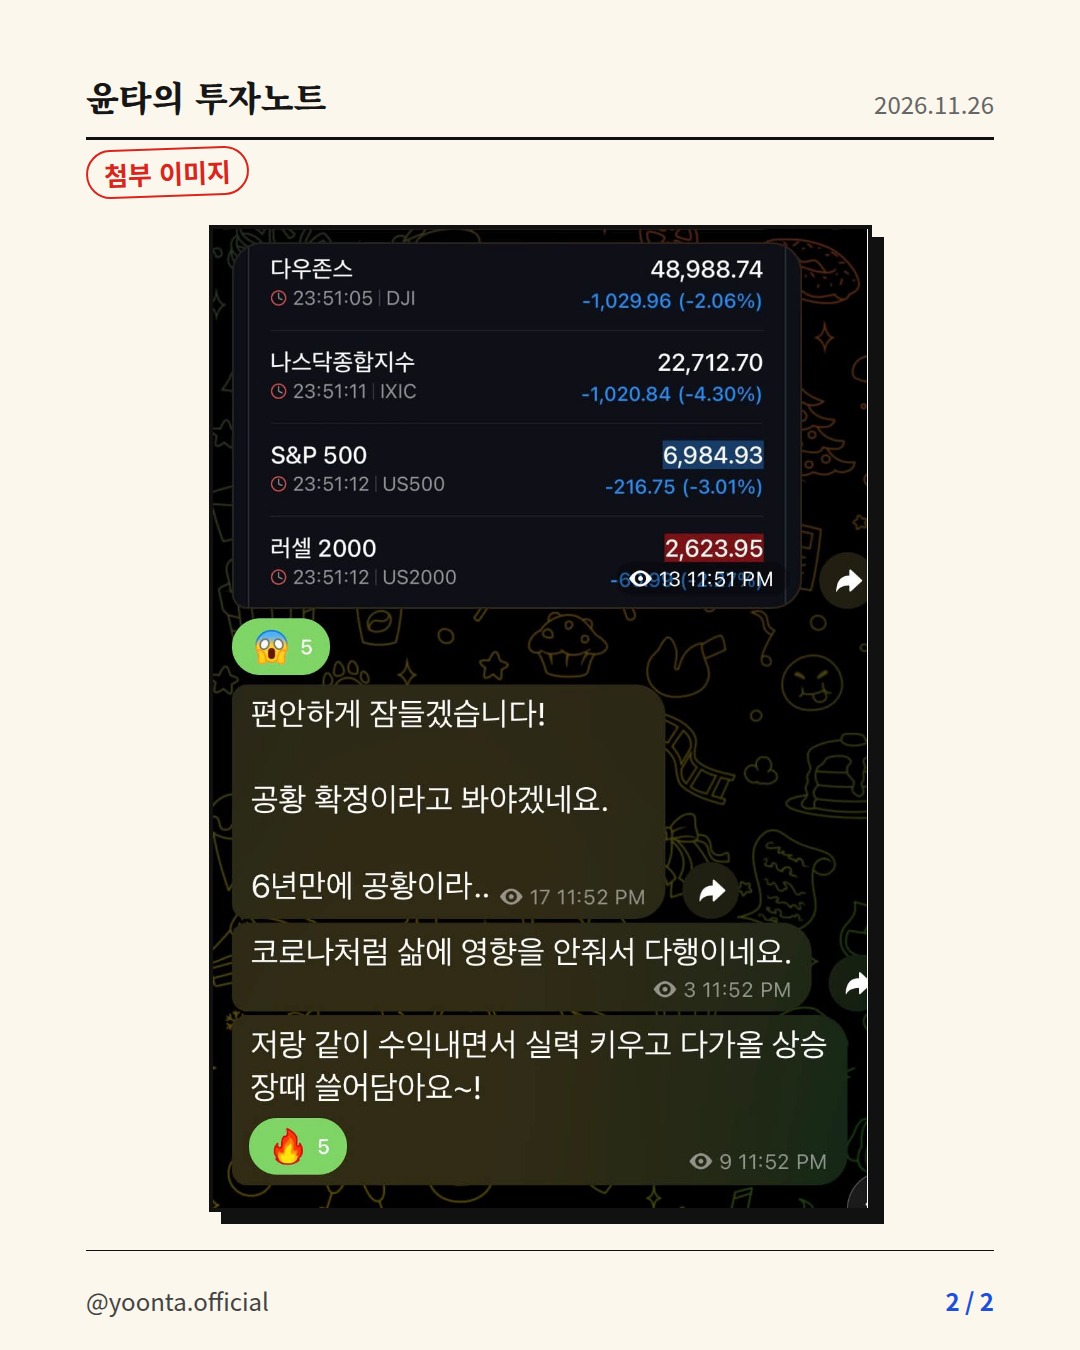 윤타의 투자노트
2026.11.26
첨부 이미지
다우존스 48,988.74
23:51:05 | DJI -1,029.96 (-2.06%)
나스닥종합지수 22,712.70
23:51:11 | IXIC -1,020.84 (-4.30%)
S&P 500 6,984.93
23:51:12 | US500 -216.75 (-3.01%)
러셀 2000 2,623.95
23:51:12 | US2000
13 11:51 PM
5
편안하게 잠들겠습니다!
공황 확정이라고 봐야겠네요.
6년만에 공황이라.. 17 11:52 PM
코로나처럼 삶에 영향을 안줘서 다행이네요.
3 11:52 PM
저랑 같이 수익내면서 실력 키우고 다가올 상승
장때 쓸어담아요~!
5
9 11:52 PM
@yoonta.official
2 / 2